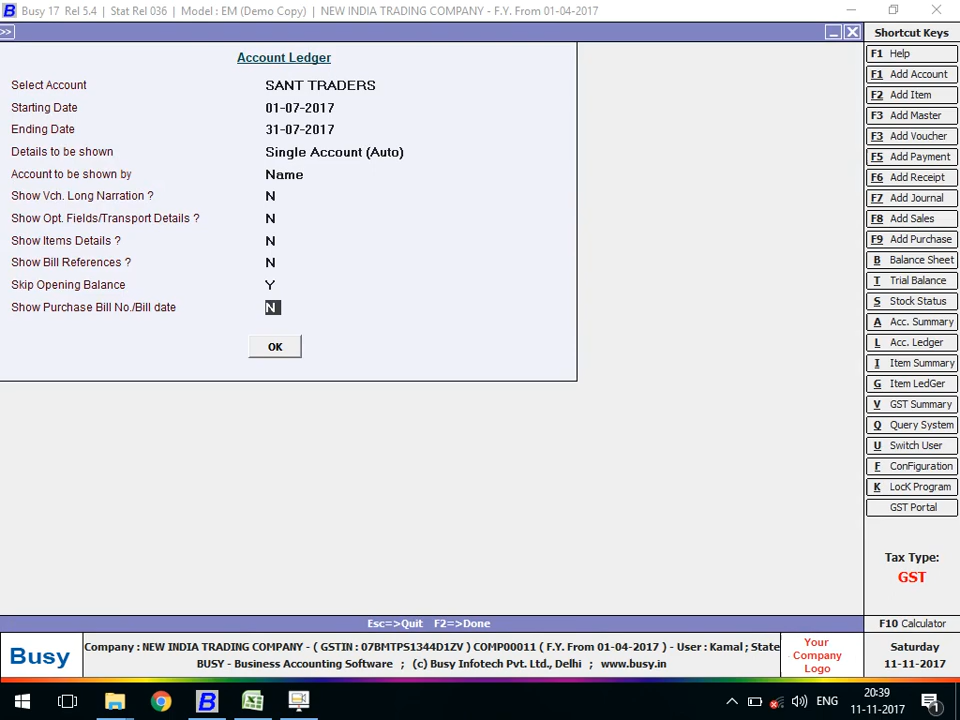 Busy 17 Rel 5.4 | Stat Rel 036 | Model : EM (Demo Copy) | NEW INDIA TRADING COMPANY - F.Y. From 01-04-2017 |
>>
Account Ledger
Select Account SANT TRADERS
Starting Date 01-07-2017
Ending Date 31-07-2017
Details to be shown Single Account (Auto)
Account to be shown by Name
Show Vch. Long Narration ? N
Show Opt. Fields/Transport Details ? N
Show Items Details ? N
Show Bill References ? N
Skip Opening Balance Y
Show Purchase Bill No./Bill date N
OK
Shortcut Keys
F1 Help
F1 Add Account
F2 Add Item
F3 Add Master
F3 Add Voucher
F5 Add Payment
F6 Add Receipt
F7 Add Journal
F8 Add Sales
F9 Add Purchase
B Balance Sheet
T Trial Balance
S Stock Status
A Acc. Summary
L Acc. Ledger
I Item Summary
G Item LedGer
V GST Summary
Q Query System
U Switch User
F ConFiguration
K LocK Program
GST Portal
Tax Type:
GST
Esc=>Quit F2=>Done
F10 Calculator
Busy
Company : NEW INDIA TRADING COMPANY - ( GSTIN : 07BMTPS1344D1ZV ) COMP00011 ( F.Y. From 01-04-2017 ) - User : Kamal ; State
BUSY - Business Accounting Software ; (c) Busy Infotech Pvt. Ltd., Delhi ; www.busy.in
Your
Company
Logo
Saturday
11-11-2017
B
ENG
20:39
11-11-2017
1